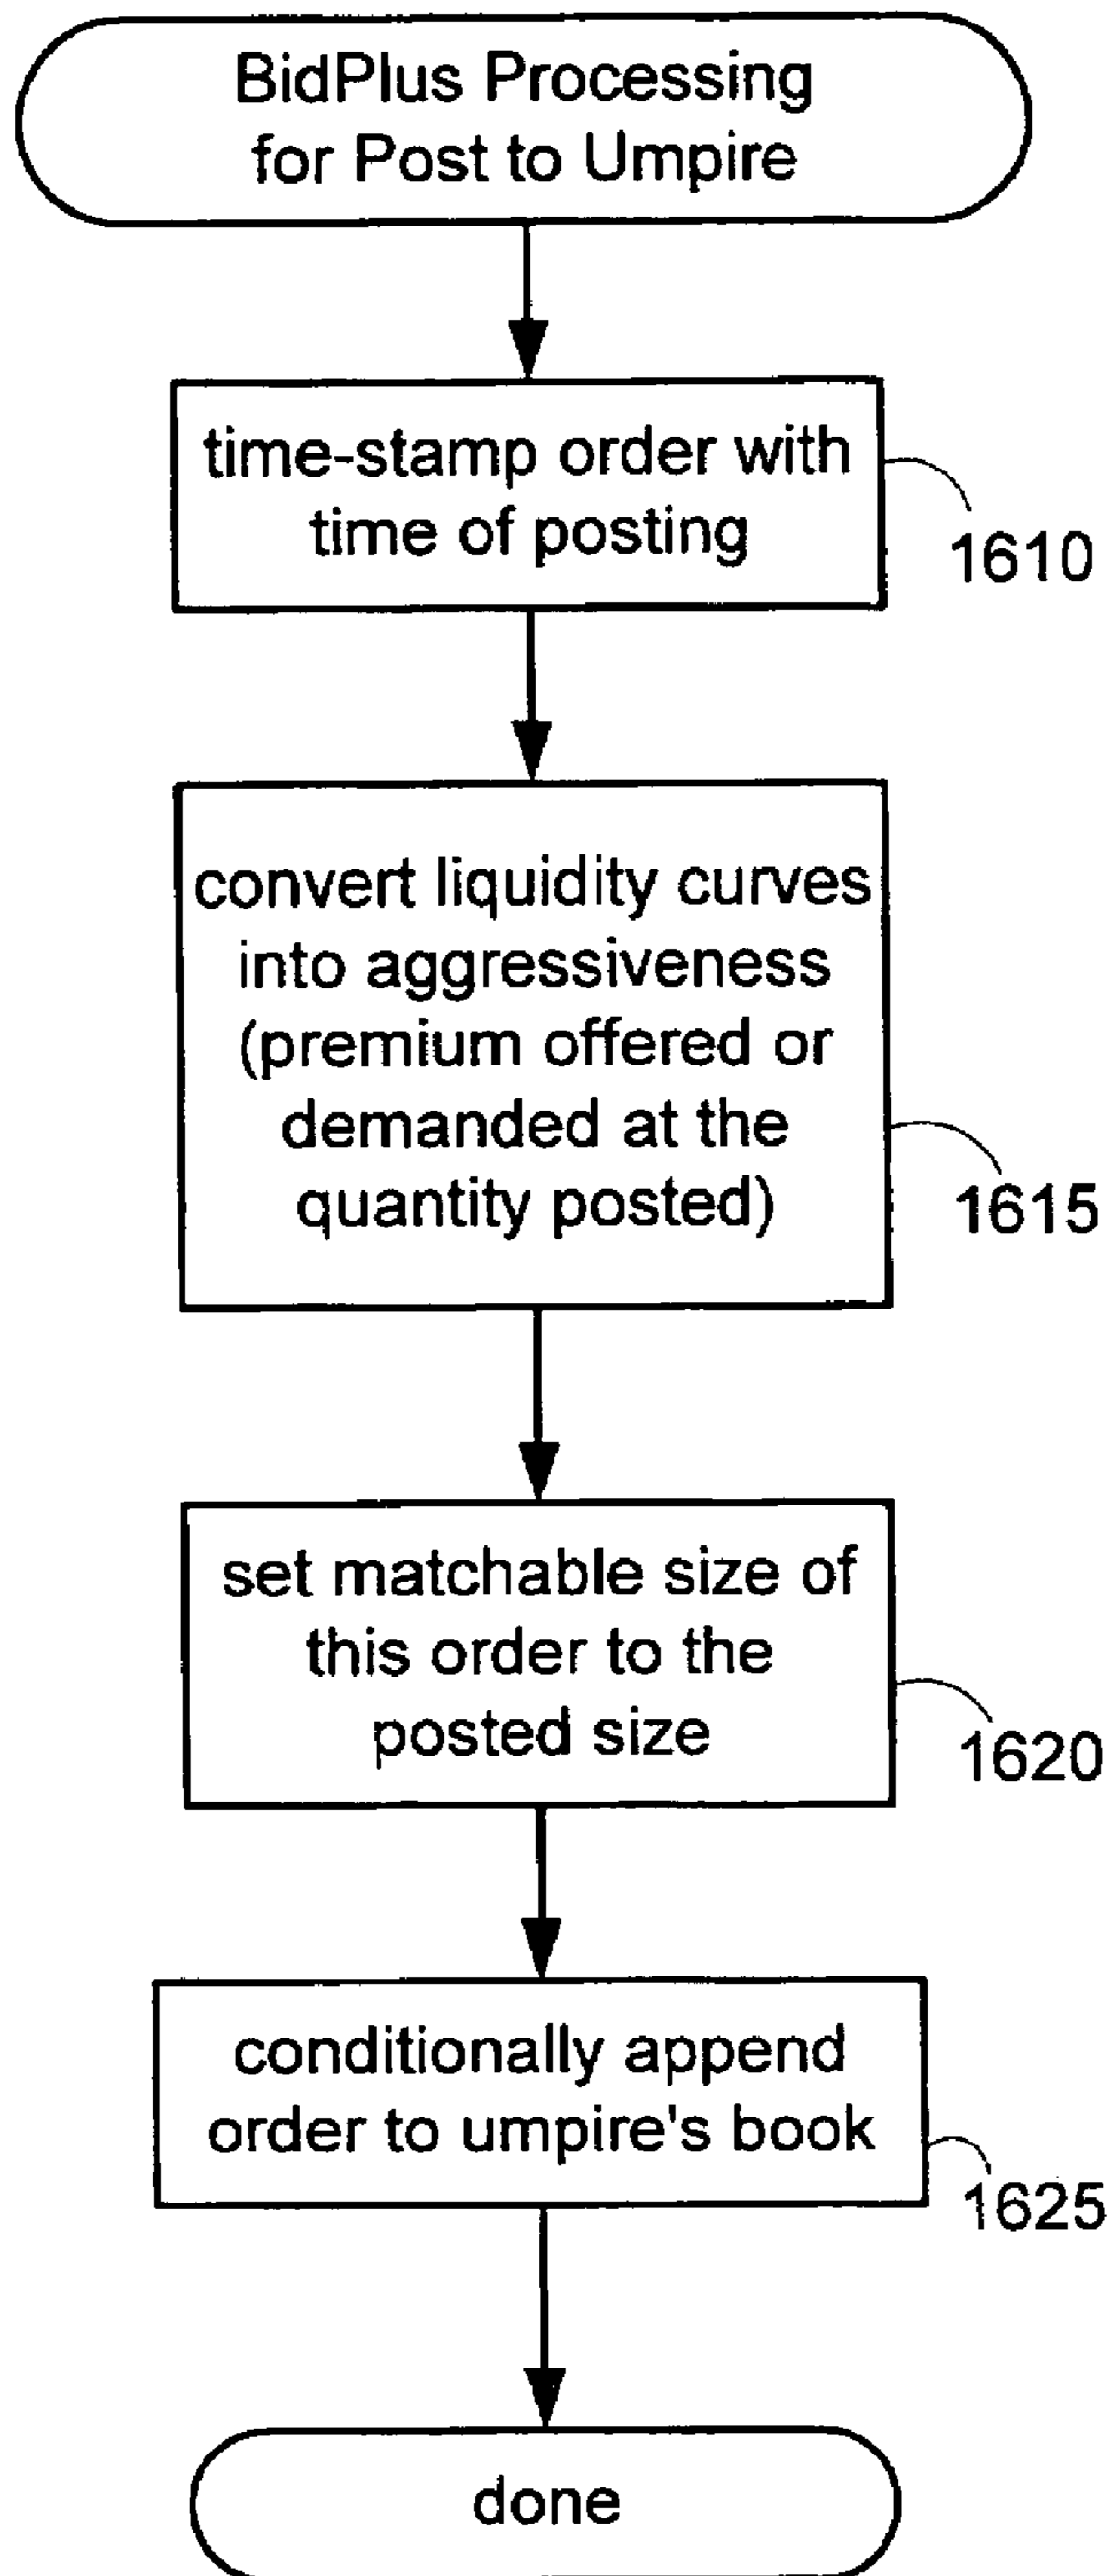 BidPlus Processing
for Post to Umpire
time-stamp order with
time of posting
1610
convert liquidity curves
into aggressiveness
(premium offered or
demanded at the
quantity posted)
1615
set matchable size of
this order to the
posted size
1620
conditionally append
order to umpire's book
1625
done